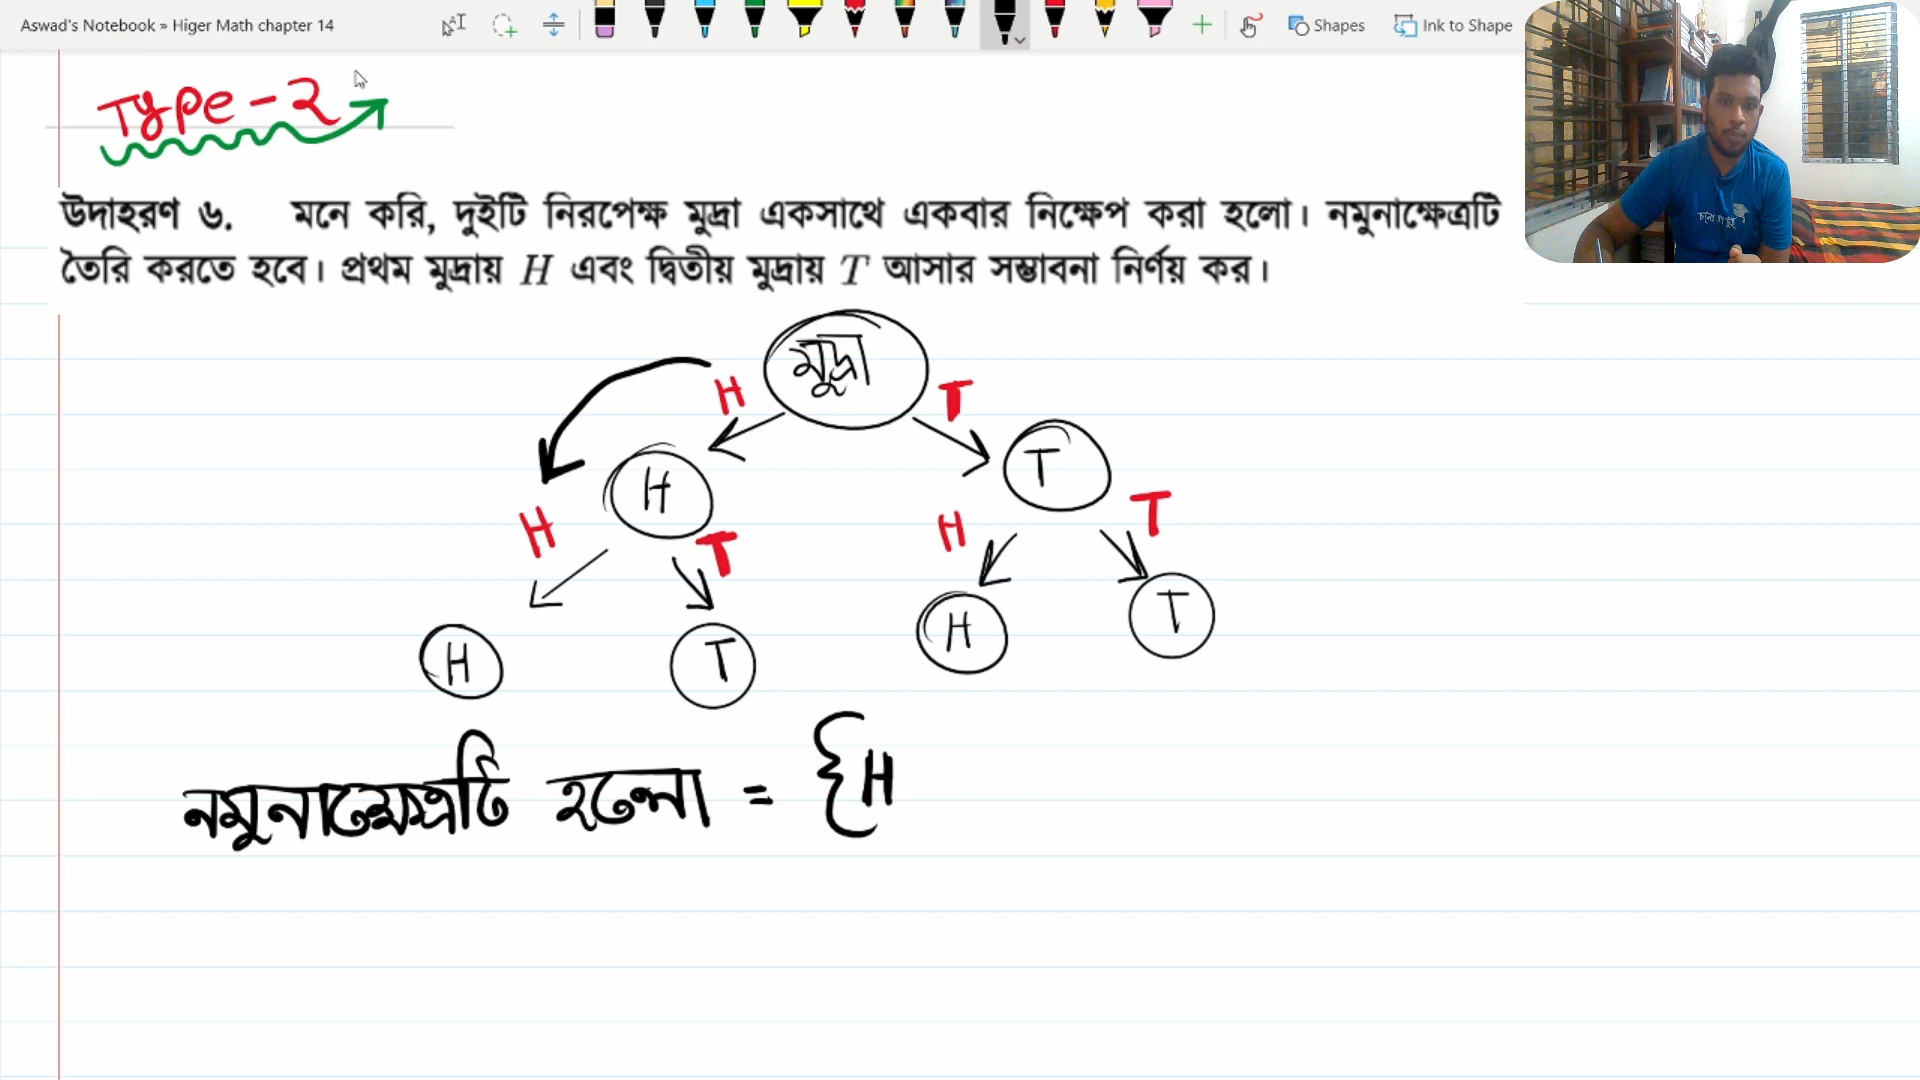 Aswad's Notebook » Higer Math chapter 14
Shapes
Ink to Shape
Type-2
উদাহরণ ৬. মনে করি, দুইটি নিরপেক্ষ মুদ্রা একসাথে একবার নিক্ষেপ করা হলো। নমুনাক্ষেত্রটি
তৈরি করতে হবে। প্রথম মুদ্রায় H এবং দ্বিতীয় মুদ্রায় T আসার সম্ভাবনা নির্ণয় কর।
মুদ্রা
H T
H T
H T H T
H T H T
নমুনাক্ষেত্রটি হলো = {H